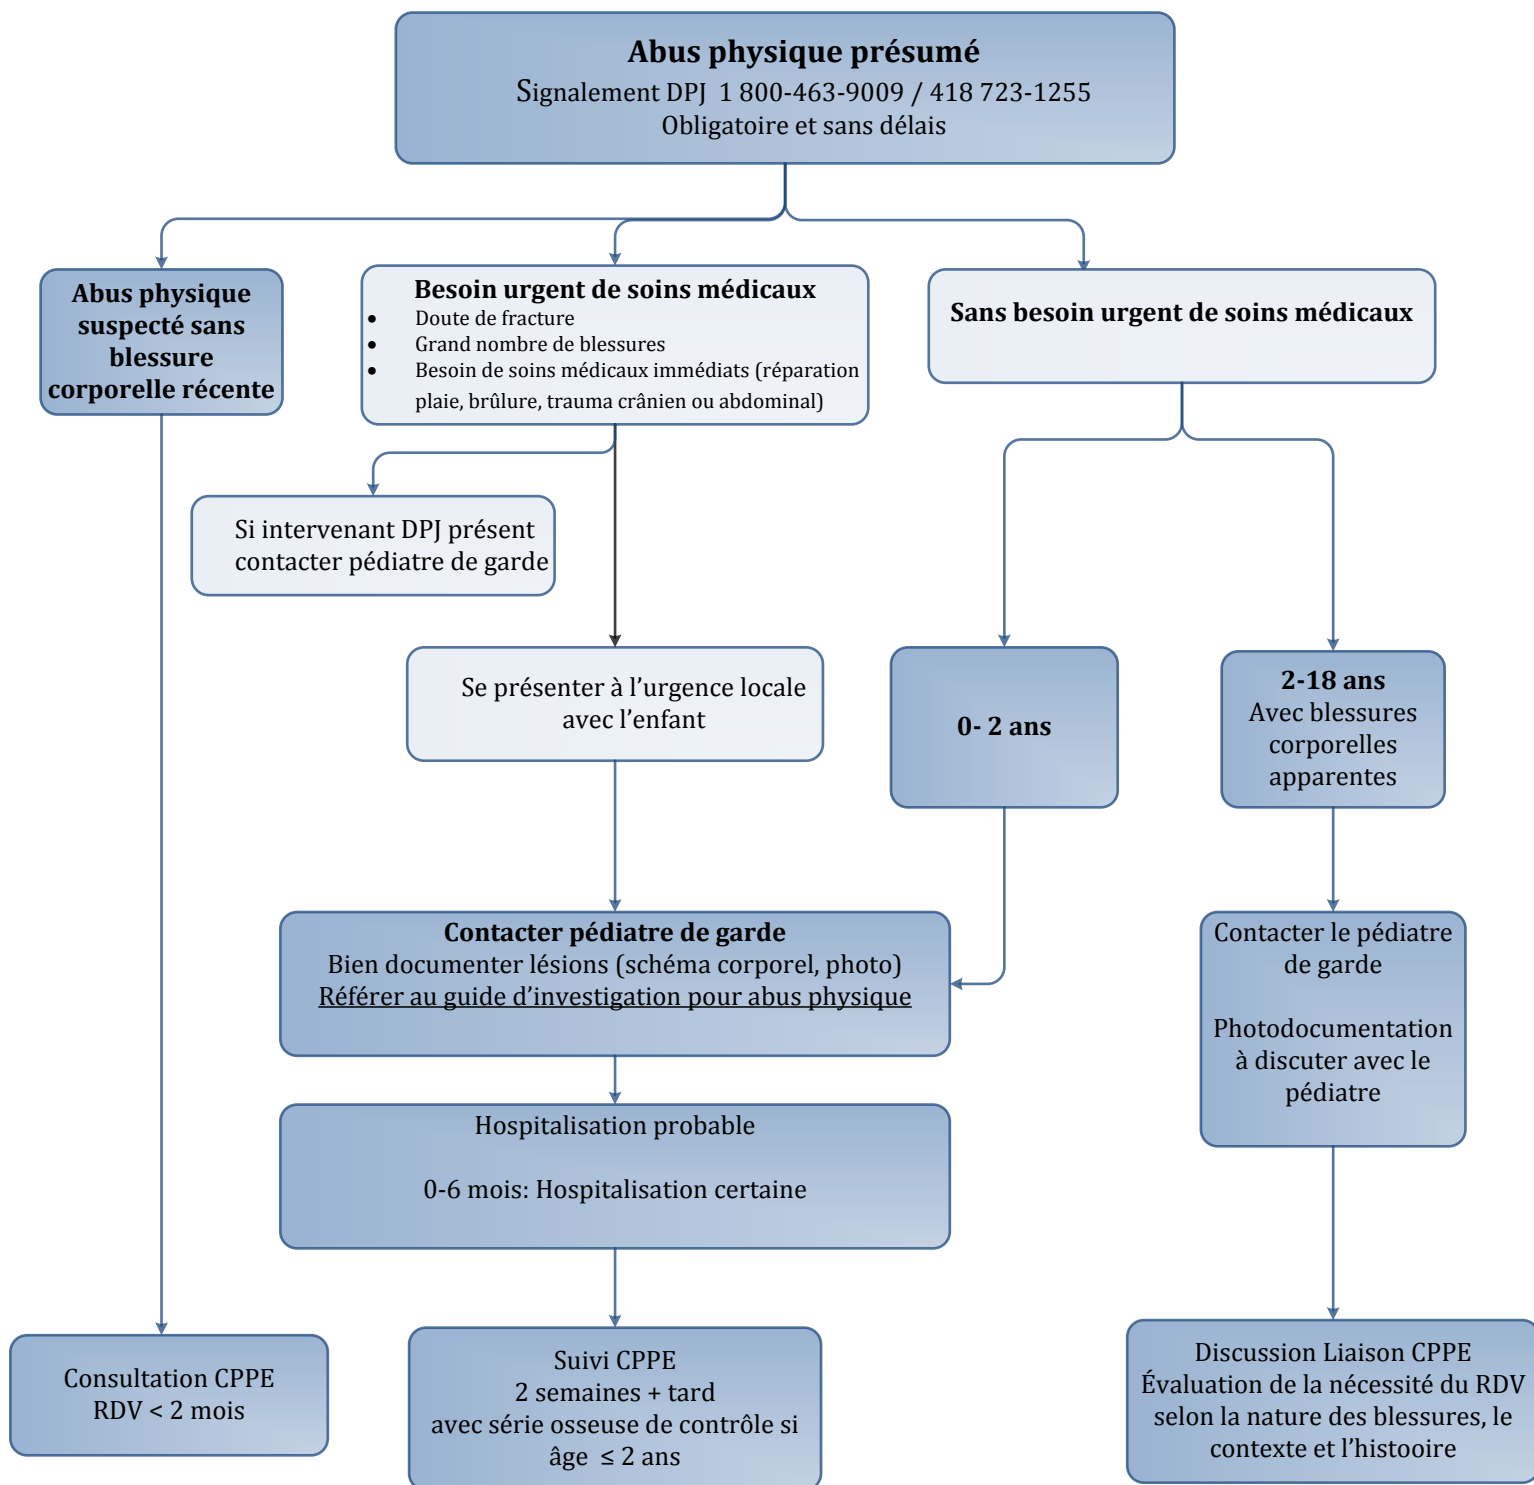 Abus physique présumé
Signalement DPJ 1 800-463-9009 / 418 723-1255
Obligatoire et sans délais
Abus physique
suspecté sans
blessure
corporelle récente
Besoin urgent de soins médicaux
• Doute de fracture
• Grand nombre de blessures
• Besoin de soins médicaux immédiats (réparation
plaie, brûlure, trauma crânien ou abdominal)
Sans besoin urgent de soins médicaux
Si intervenant DPJ présent
contacter pédiatre de garde
Se présenter à l’urgence locale
avec l’enfant
0- 2 ans
2-18 ans
Avec blessures
corporelles
apparentes
Contacter pédiatre de garde
Bien documenter lésions (schéma corporel, photo)
Référer au guide d’investigation pour abus physique
Contacter le pédiatre
de garde
Photodocumentation
à discuter avec le
pédiatre
Hospitalisation probable
0-6 mois: Hospitalisation certaine
Consultation CPPE
RDV < 2 mois
Suivi CPPE
2 semaines + tard
avec série osseuse de contrôle si
âge ≤ 2 ans
Discussion Liaison CPPE
Évaluation de la nécessité du RDV
selon la nature des blessures, le
contexte et l’histooire